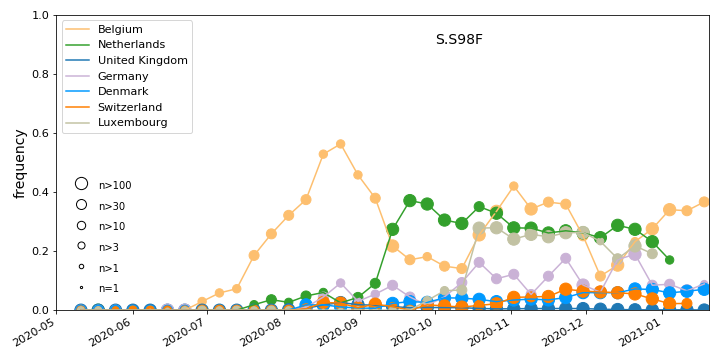 S.S98F
Belgium
Netherlands
United Kingdom
Germany
Denmark
Switzerland
Luxembourg
frequency
1.0
0.8
0.6
0.4
0.2
0.0
n>100
n>30
n>10
n>3
n>1
n=1
2020-05
2020-06
2020-07
2020-08
2020-09
2020-10
2020-11
2020-12
2021-01